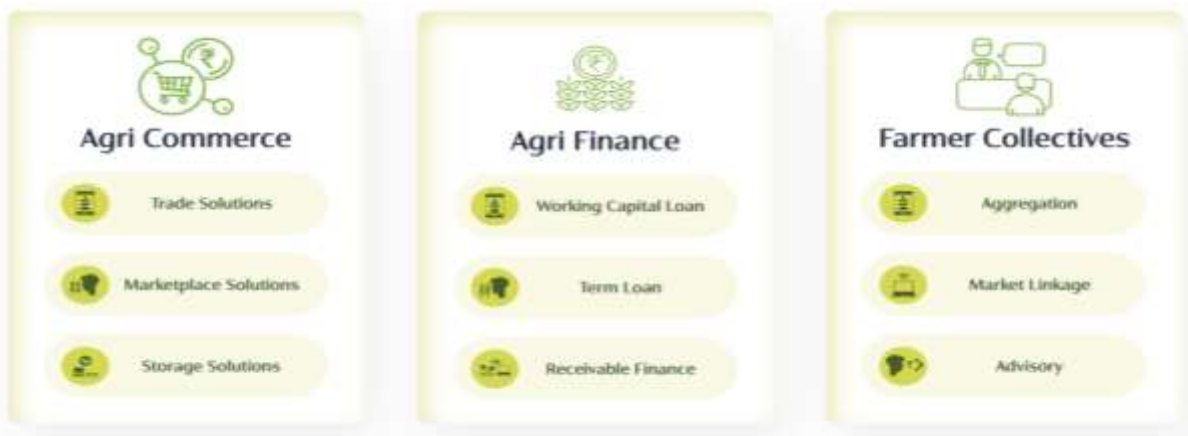 Agri Commerce
Trade Solutions
Marketplace Solutions
Storage Solutions
Agri Finance
Working Capital Loan
Term Loan
Receivable Finance
Farmer Collectives
Aggregation
Market Linkage
Advisory